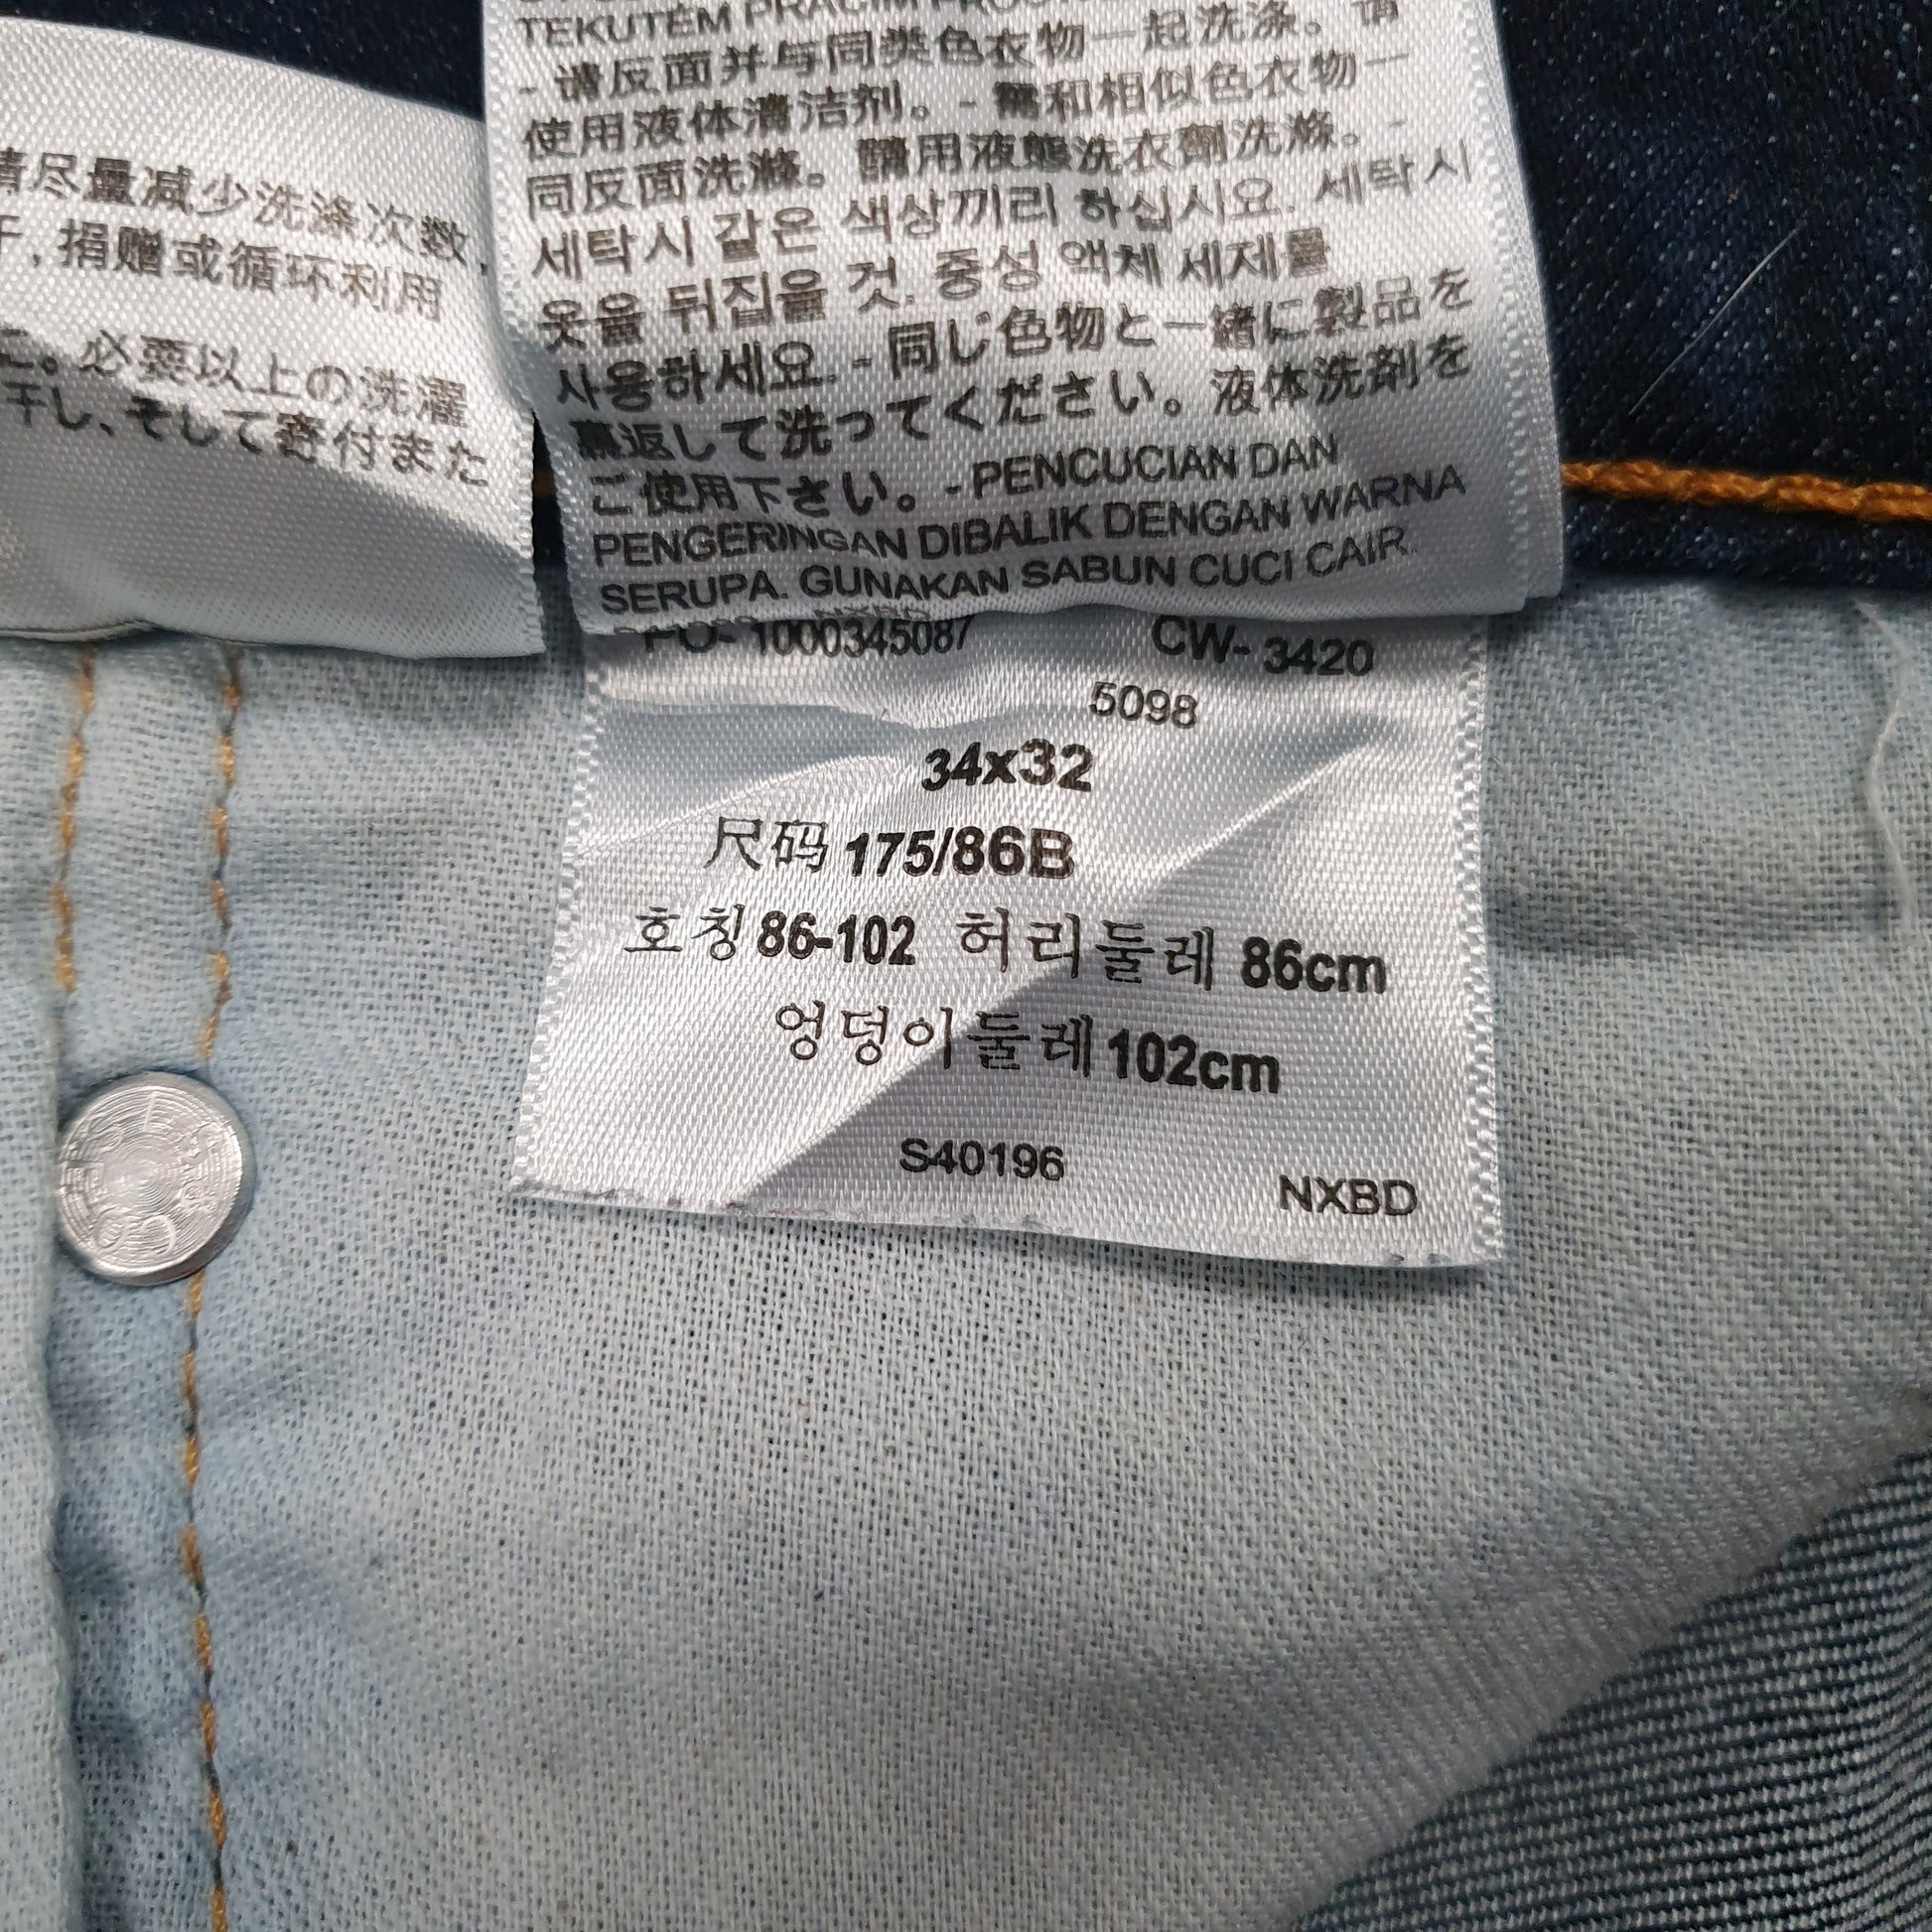 请尽量减少洗涤次数,
干,捐赠或循环利用
に。必要以上の洗濯
干し、そして寄付また
TEKUTÉM PRACÍM
- 请反面并与同类色衣物一起洗涤。请
使用液体清洁剂。- 需和相似色衣物一
同反面洗滌。請用液態洗衣劑洗滌。-
세탁시 같은 색상끼리 하십시요. 세탁시
옷을 뒤집을 것. 중성 액체 세제를
사용하세요. - 同じ色物と一緒に製品を
裏返して洗ってください。液体洗剤を
ご使用下さい。- PENCUCIAN DAN
PENGERINGAN DIBALIK DENGAN WARNA
SERUPA. GUNAKAN SABUN CUCI CAIR.
PO- 1000345087 CW- 3420
5098
34x32
尺码 175/86B
호칭 86-102 허리둘레 86cm
엉덩이둘레 102cm
S40196
NXBD